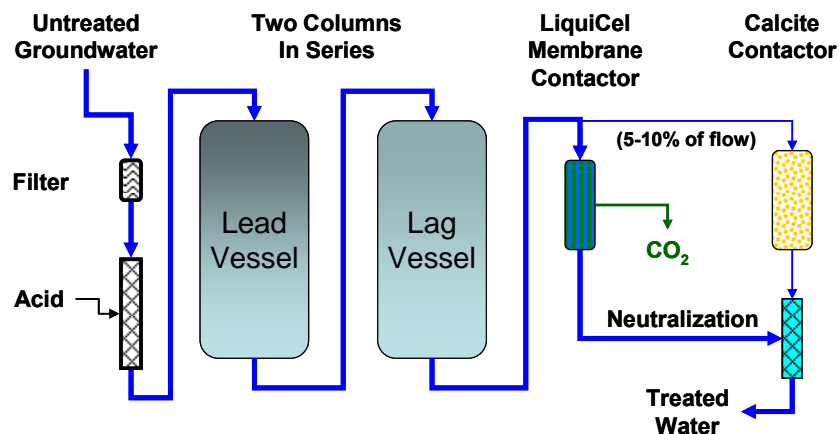 Untreated
Groundwater
Two Columns
In Series
LiquiCel
Membrane
Contactor
Calcite
Contactor
(5-10% of flow)
Filter
Lead
Vessel
Lag
Vessel
CO₂
Acid
Neutralization
Treated
Water